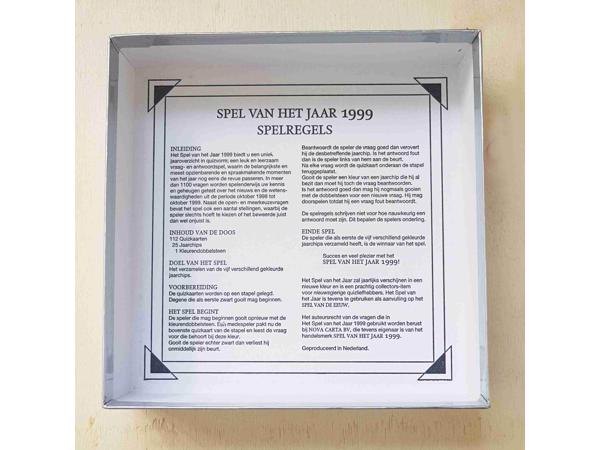 SPEL VAN HET JAAR 1999
SPELREGELS
INLEIDING
Het Spel van het Jaar 1999 biedt u een uniek
jaaroverzicht in quizvorm; een leuk en leerzaam
vraag- en antwoordspel, waarin de belangrijkste en
meest opzienbarende en spraakmakende momenten
van het jaar nog eens de revue passeren. In meer
dan 1100 vragen worden spelenderwijs uw kennis
en geheugen getest over het nieuws en de wetens-
waardigheden uit de periode oktober 1998 tot
oktober 1999. Naast de open- en meerkeuzevragen
bevat het spel ook een aantal stellingen, waarbij de
speler slechts hoeft te kiezen of het beweerde juist
dan wel onjuist is.
INHOUD VAN DE DOOS
112 Quizkaarten
25 Jaarchips
1 Kleurendobbelsteen
DOEL VAN HET SPEL
Het verzamelen van de vijf verschillend gekleurde
jaarchips.
VOORBEREIDING
De quizkaarten worden op een stapel gelegd.
Degene die als eerste zwart gooit mag beginnen.
HET SPEL BEGINT
De speler die mag beginnen gooit opnieuw met de
kleurendobbelsteen. Eén medespeler pakt nu de
bovenste quizkaart van de stapel en leest de vraag
voor die behoort bij deze kleur.
Gooit de speler echter zwart dan verliest hij
onmiddellijk zijn beurt.
Beantwoordt de speler de vraag goed dan verovert
hij de desbetreffende jaarchip. Is het antwoord fout
dan is de speler links van hem aan de beurt.
Na elke vraag wordt de quizkaart onderaan de stapel
teruggeplaatst.
Gooit de speler een kleur van een jaarchip die hij al
bezit dan moet hij toch de vraag beantwoorden.
Is het antwoord goed dan mag hij nogmaals gooien
met de dobbelsteen voor een volgende vraag. Hij mag
doorspelen totdat hij een vraag fout beantwoordt.
De spelregels schrijven niet voor hoe nauwkeurig een
antwoord moet zijn. Dit bepalen de spelers onderling.
EINDE SPEL
De speler die als eerste de vijf verschillend gekleurde
jaarchips verzameld heeft, is de winnaar van het spel.
Succes en veel plezier met het
SPEL VAN HET JAAR 1999!
Het Spel van het Jaar zal jaarlijks verschijnen in een
nieuwe kleur en is een prachtig collectors-item
voor nieuwsgierige quizliefhebbers. Het Spel van het
Jaar is tevens te gebruiken als aanvulling op het
SPEL VAN DE EEUW.
Het auteursrecht van de vragen die in
Het Spel van het Jaar 1999 gebruikt worden berust
bij NOVA CARTA BV, die tevens eigenaar is van het
handelsmerk SPEL VAN HET JAAR 1999.
Geproduceerd in Nederland.